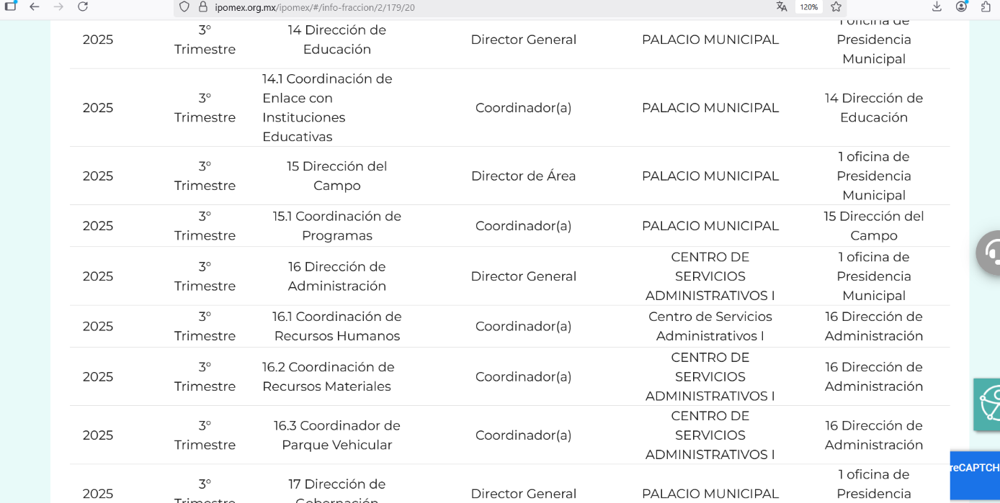 ipomex.org.mx/ipomex/#/info-fraccion/2/179/20
120%
2025
3°
Trimestre
14 Dirección de
Educación
Director General
PALACIO MUNICIPAL
1 oficina de
Presidencia
Municipal
2025
3°
Trimestre
14.1 Coordinación de
Enlace con
Instituciones
Educativas
Coordinador(a)
PALACIO MUNICIPAL
14 Dirección de
Educación
2025
3°
Trimestre
15 Dirección del
Campo
Director de Área
PALACIO MUNICIPAL
1 oficina de
Presidencia
Municipal
2025
3°
Trimestre
15.1 Coordinación de
Programas
Coordinador(a)
PALACIO MUNICIPAL
15 Dirección del
Campo
2025
3°
Trimestre
16 Dirección de
Administración
Director General
CENTRO DE
SERVICIOS
ADMINISTRATIVOS I
1 oficina de
Presidencia
Municipal
2025
3°
Trimestre
16.1 Coordinación de
Recursos Humanos
Coordinador(a)
Centro de Servicios
Administrativos I
16 Dirección de
Administración
2025
3°
Trimestre
16.2 Coordinación de
Recursos Materiales
Coordinador(a)
CENTRO DE
SERVICIOS
ADMINISTRATIVOS I
16 Dirección de
Administración
2025
3°
Trimestre
16.3 Coordinador de
Parque Vehicular
Coordinador(a)
CENTRO DE
SERVICIOS
ADMINISTRATIVOS I
16 Dirección de
Administración
2025
3°
Trimestre
17 Dirección de
Gobernación
Director General
PALACIO MUNICIPAL
1 oficina de
Presidencia
reCAPTCH